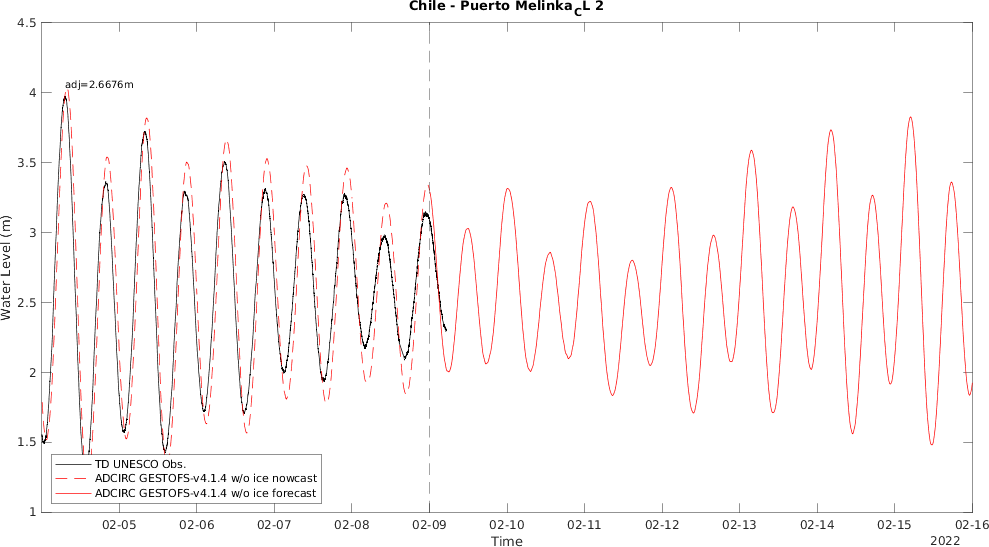 Chile - Puerto MelinkaCL 2
adj=2.6676m
4.5
4
3.5
3
2.5
2
1.5
1
Water Level (m)
TD UNESCO Obs.
ADCIRC GESTOFS-v4.1.4 w/o ice nowcast
ADCIRC GESTOFS-v4.1.4 w/o ice forecast
02-05 02-06 02-07 02-08 02-09 02-10 02-11 02-12 02-13 02-14 02-15 02-16
Time
2022